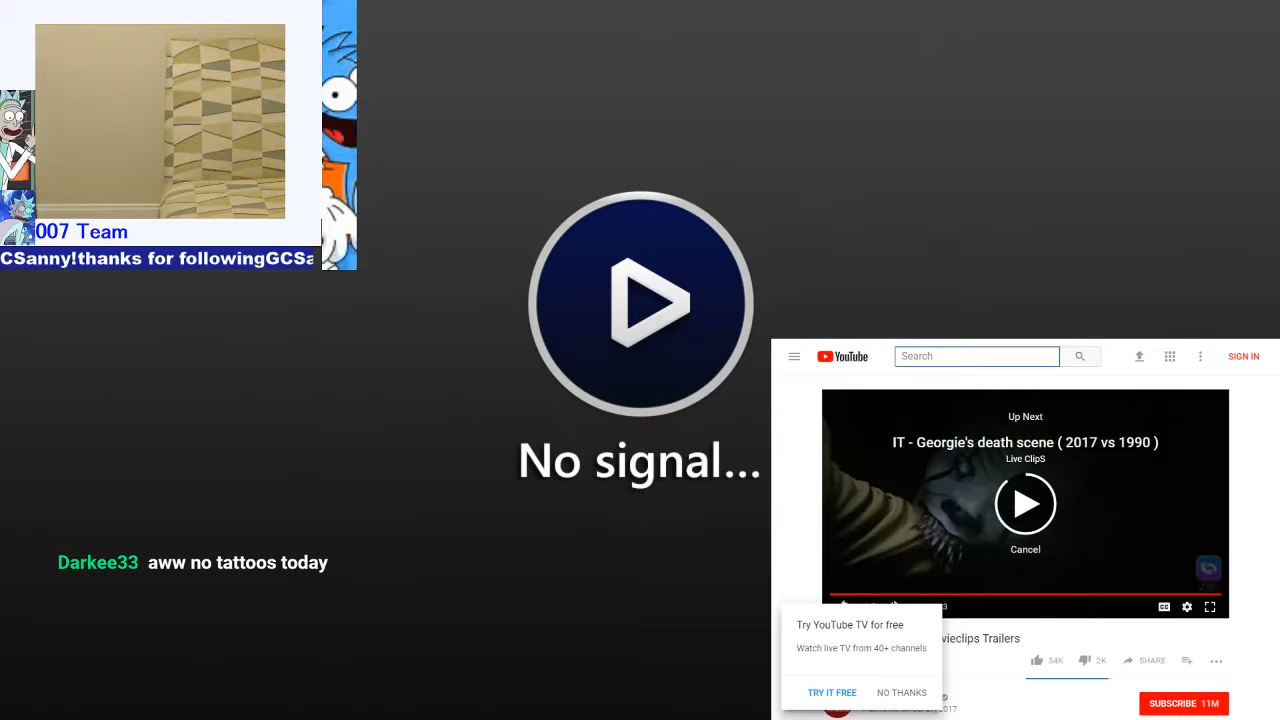 007 Team
CSanny!thanks for followingGCSa
No signal...
Darkee33 aww no tattoos today
YouTube
Search
SIGN IN
Up Next
IT - Georgie's death scene ( 2017 vs 1990 )
Live ClipS
Cancel
CC
Try YouTube TV for free
Watch live TV from 40+ channels
TRY IT FREE NO THANKS
vieclips Trailers
54K 2K SHARE
2017
SUBSCRIBE 11M